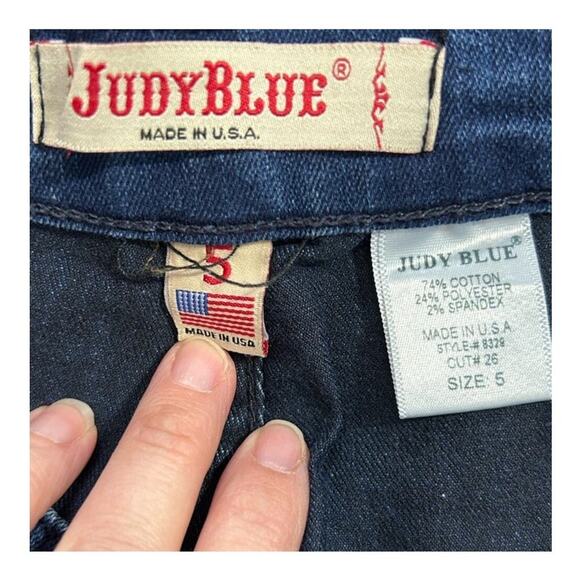 JUDYBLUE®
MADE IN U.S.A.
5
MADE IN USA
JUDY BLUE®
74% COTTON
24% POLYESTER
2% SPANDEX
MADE IN U.S.A
STYLE# 8329
CUT# 26
SIZE: 5